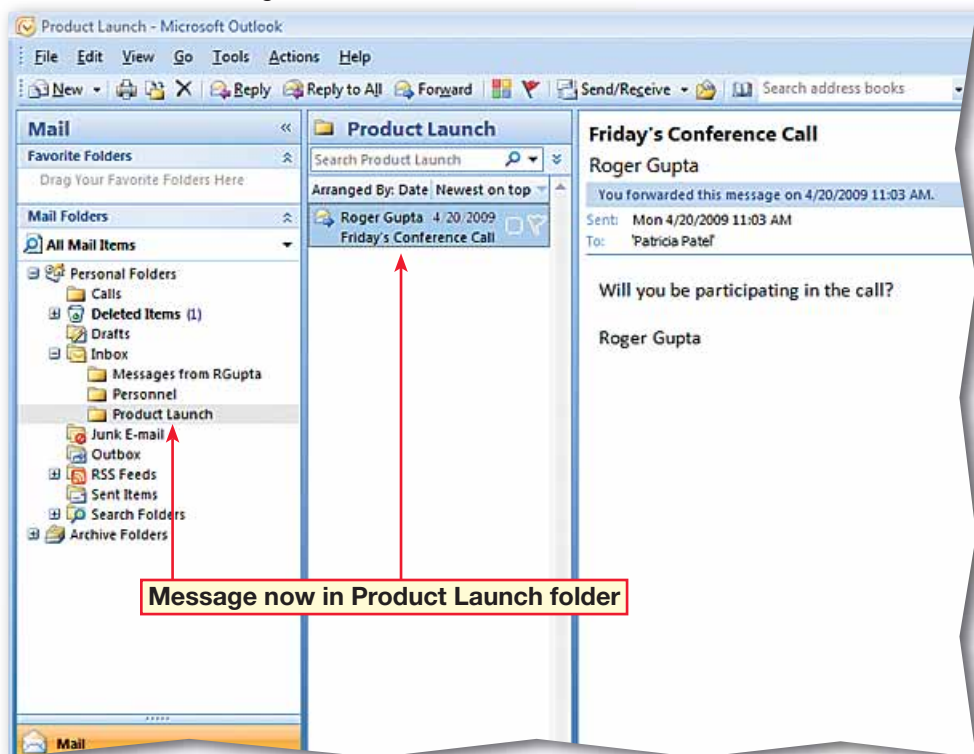 Product Launch - Microsoft Outlook
File Edit View Go Tools Actions Help
New Reply Reply to All Forward Send/Receive Search address books
Mail «
Favorite Folders
Drag Your Favorite Folders Here
Mail Folders
All Mail Items
Personal Folders
Calls
Deleted Items (1)
Drafts
Inbox
Messages from RGupta
Personnel
Product Launch
Junk E-mail
Outbox
RSS Feeds
Sent Items
Search Folders
Archive Folders
Mail
Product Launch
Search Product Launch
Arranged By: Date Newest on top
Roger Gupta 4/20/2009
Friday's Conference Call
Friday's Conference Call
Roger Gupta
You forwarded this message on 4/20/2009 11:03 AM.
Sent: Mon 4/20/2009 11:03 AM
To: 'Patricia Patel'
Will you be participating in the call?
Roger Gupta
Message now in Product Launch folder